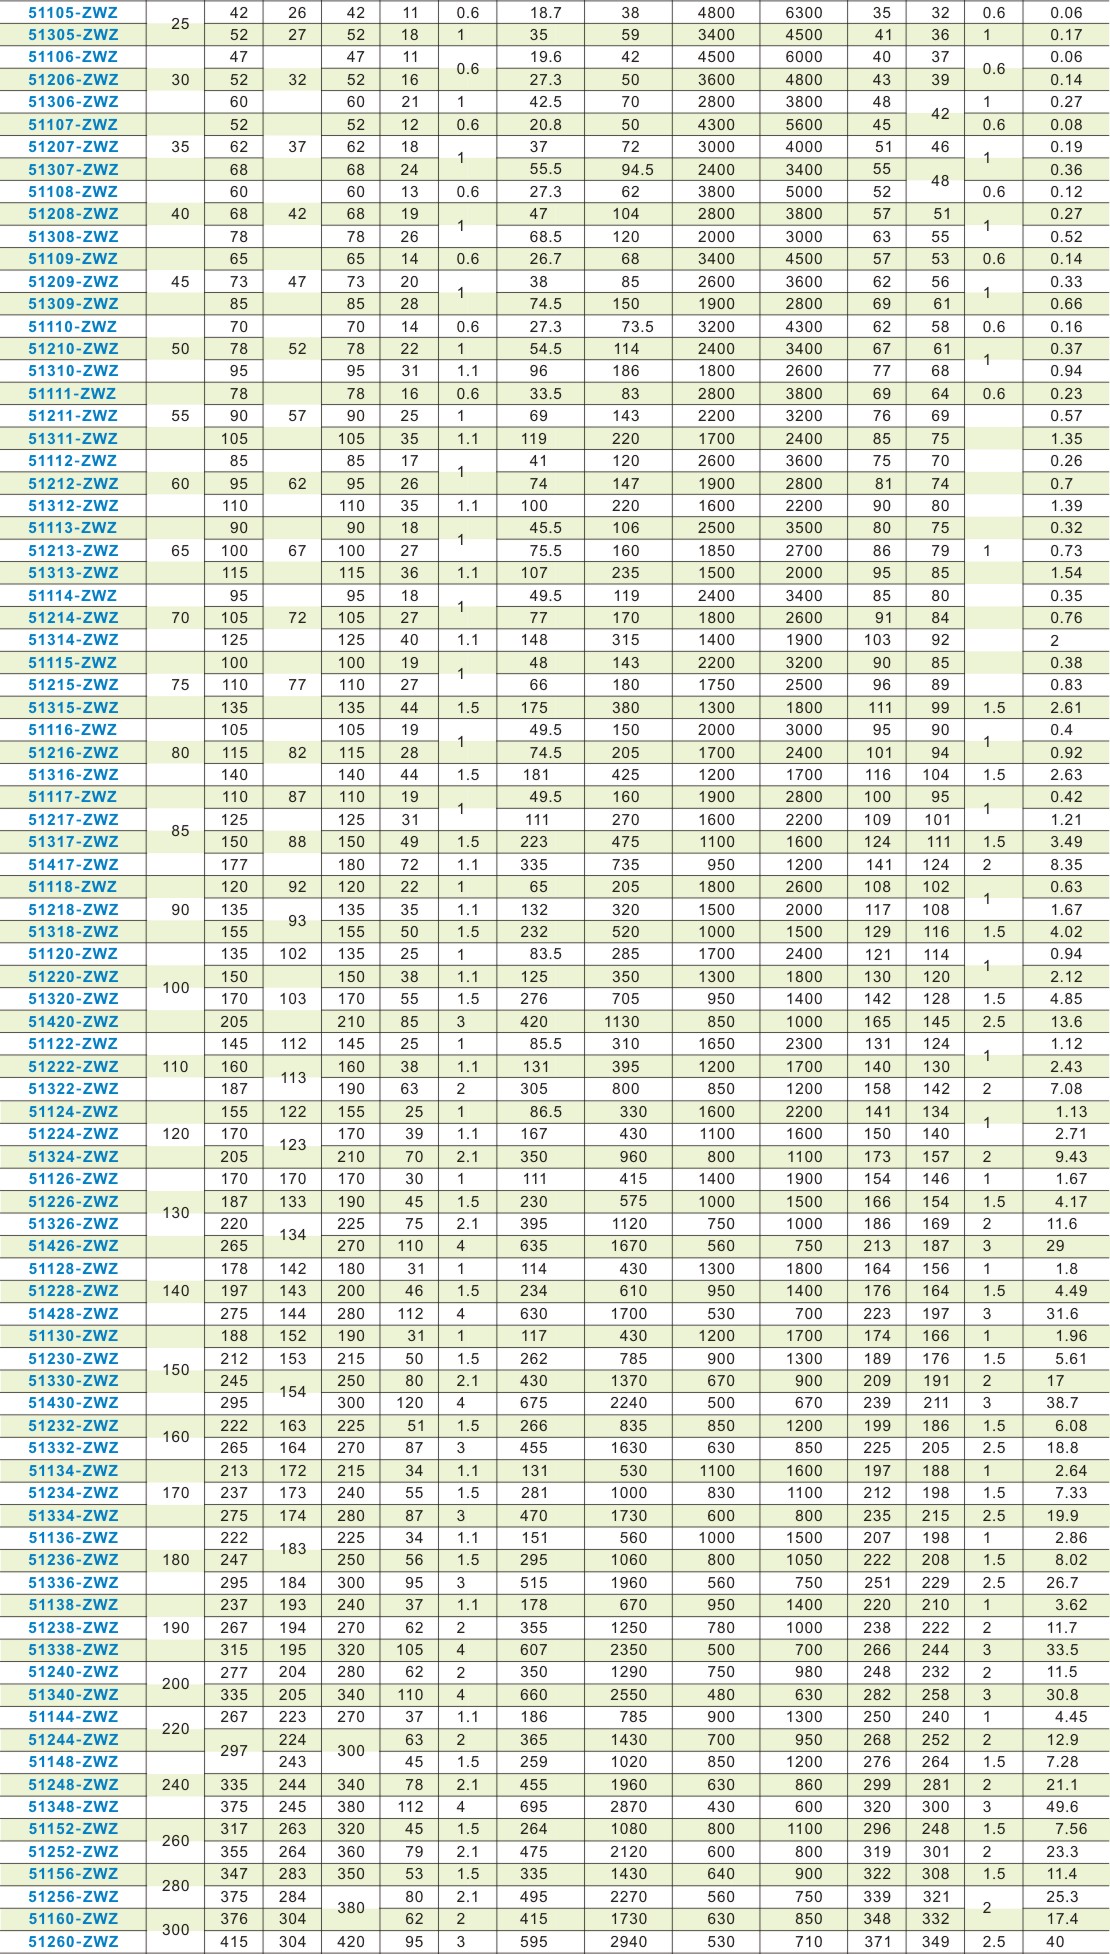 51105-ZWZ 25 42 26 42 11 0.6 18.7 38 4800 6300 35 32 0.6 0.06
51305-ZWZ 52 27 52 18 1 35 59 3400 4500 41 36 1 0.17
51106-ZWZ 47 47 11 0.6 19.6 42 4500 6000 40 37 0.6 0.06
51206-ZWZ 30 52 32 52 16 27.3 50 3600 4800 43 39 0.14
51306-ZWZ 60 60 21 1 42.5 70 2800 3800 48 42 1 0.27
51107-ZWZ 52 52 12 0.6 20.8 50 4300 5600 45 0.6 0.08
51207-ZWZ 35 62 37 62 18 1 37 72 3000 4000 51 46 1 0.19
51307-ZWZ 68 68 24 55.5 94.5 2400 3400 55 48 0.36
51108-ZWZ 60 60 13 0.6 27.3 62 3800 5000 52 0.6 0.12
51208-ZWZ 40 68 42 68 19 1 47 104 2800 3800 57 51 1 0.27
51308-ZWZ 78 78 26 68.5 120 2000 3000 63 55 0.52
51109-ZWZ 65 65 14 0.6 26.7 68 3400 4500 57 53 0.6 0.14
51209-ZWZ 45 73 47 73 20 1 38 85 2600 3600 62 56 1 0.33
51309-ZWZ 85 85 28 74.5 150 1900 2800 69 61 0.66
51110-ZWZ 70 70 14 0.6 27.3 73.5 3200 4300 62 58 0.6 0.16
51210-ZWZ 50 78 52 78 22 1 54.5 114 2400 3400 67 61 1 0.37
51310-ZWZ 95 95 31 1.1 96 186 1800 2600 77 68 0.94
51111-ZWZ 78 78 16 0.6 33.5 83 2800 3800 69 64 0.6 0.23
51211-ZWZ 55 90 57 90 25 1 69 143 2200 3200 76 69 0.57
51311-ZWZ 105 105 35 1.1 119 220 1700 2400 85 75 1.35
51112-ZWZ 85 85 17 1 41 120 2600 3600 75 70 0.26
51212-ZWZ 60 95 62 95 26 74 147 1900 2800 81 74 0.7
51312-ZWZ 110 110 35 1.1 100 220 1600 2200 90 80 1.39
51113-ZWZ 90 90 18 1 45.5 106 2500 3500 80 75 0.32
51213-ZWZ 65 100 67 100 27 75.5 160 1850 2700 86 79 1 0.73
51313-ZWZ 115 115 36 1.1 107 235 1500 2000 95 85 1.54
51114-ZWZ 95 95 18 1 49.5 119 2400 3400 85 80 0.35
51214-ZWZ 70 105 72 105 27 77 170 1800 2600 91 84 0.76
51314-ZWZ 125 125 40 1.1 148 315 1400 1900 103 92 2
51115-ZWZ 100 100 19 1 48 143 2200 3200 90 85 0.38
51215-ZWZ 75 110 77 110 27 66 180 1750 2500 96 89 0.83
51315-ZWZ 135 135 44 1.5 175 380 1300 1800 111 99 1.5 2.61
51116-ZWZ 105 105 19 1 49.5 150 2000 3000 95 90 1 0.4
51216-ZWZ 80 115 82 115 28 74.5 205 1700 2400 101 94 0.92
51316-ZWZ 140 140 44 1.5 181 425 1200 1700 116 104 1.5 2.63
51117-ZWZ 110 87 110 19 1 49.5 160 1900 2800 100 95 1 0.42
51217-ZWZ 85 125 125 31 111 270 1600 2200 109 101 1.21
51317-ZWZ 150 88 150 49 1.5 223 475 1100 1600 124 111 1.5 3.49
51417-ZWZ 177 180 72 1.1 335 735 950 1200 141 124 2 8.35
51118-ZWZ 120 92 120 22 1 65 205 1800 2600 108 102 1 0.63
51218-ZWZ 90 135 93 135 35 1.1 132 320 1500 2000 117 108 1.67
51318-ZWZ 155 155 50 1.5 232 520 1000 1500 129 116 1.5 4.02
51120-ZWZ 135 102 135 25 1 83.5 285 1700 2400 121 114 1 0.94
51220-ZWZ 100 150 150 38 1.1 125 350 1300 1800 130 120 2.12
51320-ZWZ 170 103 170 55 1.5 276 705 950 1400 142 128 1.5 4.85
51420-ZWZ 205 210 85 3 420 1130 850 1000 165 145 2.5 13.6
51122-ZWZ 145 112 145 25 1 85.5 310 1650 2300 131 124 1 1.12
51222-ZWZ 110 160 113 160 38 1.1 131 395 1200 1700 140 130 2.43
51322-ZWZ 187 190 63 2 305 800 850 1200 158 142 2 7.08
51124-ZWZ 155 122 155 25 1 86.5 330 1600 2200 141 134 1 1.13
51224-ZWZ 120 170 123 170 39 1.1 167 430 1100 1600 150 140 2.71
51324-ZWZ 205 210 70 2.1 350 960 800 1100 173 157 2 9.43
51126-ZWZ 170 170 170 30 1 111 415 1400 1900 154 146 1 1.67
51226-ZWZ 130 187 133 190 45 1.5 230 575 1000 1500 166 154 1.5 4.17
51326-ZWZ 220 134 225 75 2.1 395 1120 750 1000 186 169 2 11.6
51426-ZWZ 265 270 110 4 635 1670 560 750 213 187 3 29
51128-ZWZ 178 142 180 31 1 114 430 1300 1800 164 156 1 1.8
51228-ZWZ 140 197 143 200 46 1.5 234 610 950 1400 176 164 1.5 4.49
51428-ZWZ 275 144 280 112 4 630 1700 530 700 223 197 3 31.6
51130-ZWZ 188 152 190 31 1 117 430 1200 1700 174 166 1 1.96
51230-ZWZ 150 212 153 215 50 1.5 262 785 900 1300 189 176 1.5 5.61
51330-ZWZ 245 154 250 80 2.1 430 1370 670 900 209 191 2 17
51430-ZWZ 295 300 120 4 675 2240 500 670 239 211 3 38.7
51232-ZWZ 160 222 163 225 51 1.5 266 835 850 1200 199 186 1.5 6.08
51332-ZWZ 265 164 270 87 3 455 1630 630 850 225 205 2.5 18.8
51134-ZWZ 213 172 215 34 1.1 131 530 1100 1600 197 188 1 2.64
51234-ZWZ 170 237 173 240 55 1.5 281 1000 830 1100 212 198 1.5 7.33
51334-ZWZ 275 174 280 87 3 470 1730 600 800 235 215 2.5 19.9
51136-ZWZ 222 183 225 34 1.1 151 560 1000 1500 207 198 1 2.86
51236-ZWZ 180 247 250 56 1.5 295 1060 800 1050 222 208 1.5 8.02
51336-ZWZ 295 184 300 95 3 515 1960 560 750 251 229 2.5 26.7
51138-ZWZ 237 193 240 37 1.1 178 670 950 1400 220 210 1 3.62
51238-ZWZ 190 267 194 270 62 2 355 1250 780 1000 238 222 2 11.7
51338-ZWZ 315 195 320 105 4 607 2350 500 700 266 244 3 33.5
51240-ZWZ 200 277 204 280 62 2 350 1290 750 980 248 232 2 11.5
51340-ZWZ 335 205 340 110 4 660 2550 480 630 282 258 3 30.8
51144-ZWZ 220 267 223 270 37 1.1 186 785 900 1300 250 240 1 4.45
51244-ZWZ 297 224 300 63 2 365 1430 700 950 268 252 2 12.9
51148-ZWZ 243 45 1.5 259 1020 850 1200 276 264 1.5 7.28
51248-ZWZ 240 335 244 340 78 2.1 455 1960 630 860 299 281 2 21.1
51348-ZWZ 375 245 380 112 4 695 2870 430 600 320 300 3 49.6
51152-ZWZ 260 317 263 320 45 1.5 264 1080 800 1100 296 248 1.5 7.56
51252-ZWZ 355 264 360 79 2.1 475 2120 600 800 319 301 2 23.3
51156-ZWZ 280 347 283 350 53 1.5 335 1430 640 900 322 308 1.5 11.4
51256-ZWZ 375 284 380 80 2.1 495 2270 560 750 339 321 2 25.3
51160-ZWZ 300 376 304 62 2 415 1730 630 850 348 332 17.4
51260-ZWZ 415 304 420 95 3 595 2940 530 710 371 349 2.5 40